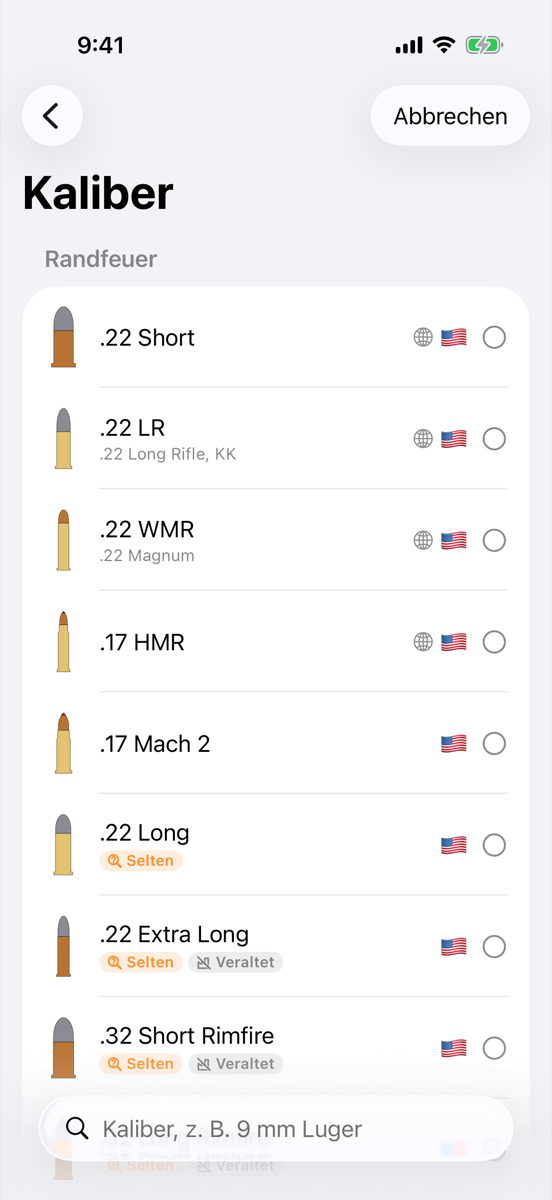 9:41
Abbrechen
Kaliber
Randfeuer
.22 Short
.22 LR
.22 Long Rifle, KK
.22 WMR
.22 Magnum
.17 HMR
.17 Mach 2
.22 Long
Selten
.22 Extra Long
Selten Veraltet
.32 Short Rimfire
Selten Veraltet
Kaliber, z. B. 9 mm Luger
Selten Veraltet